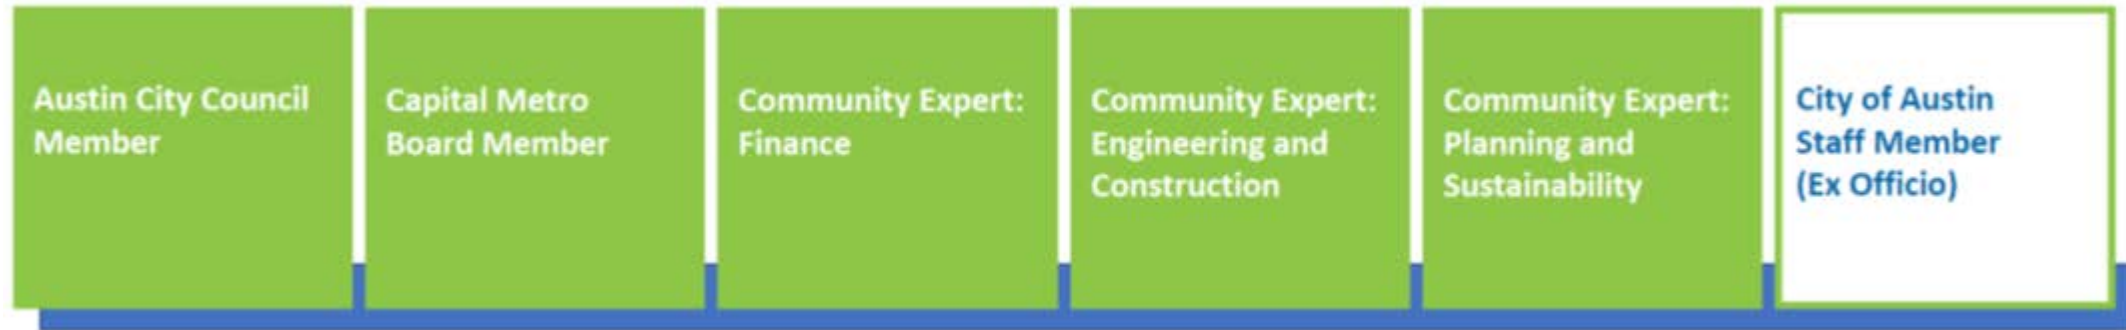 Austin City Council
Member
Capital Metro
Board Member
Community Expert:
Finance
Community Expert:
Engineering and
Construction
Community Expert:
Planning and
Sustainability
City of Austin
Staff Member
(Ex Officio)